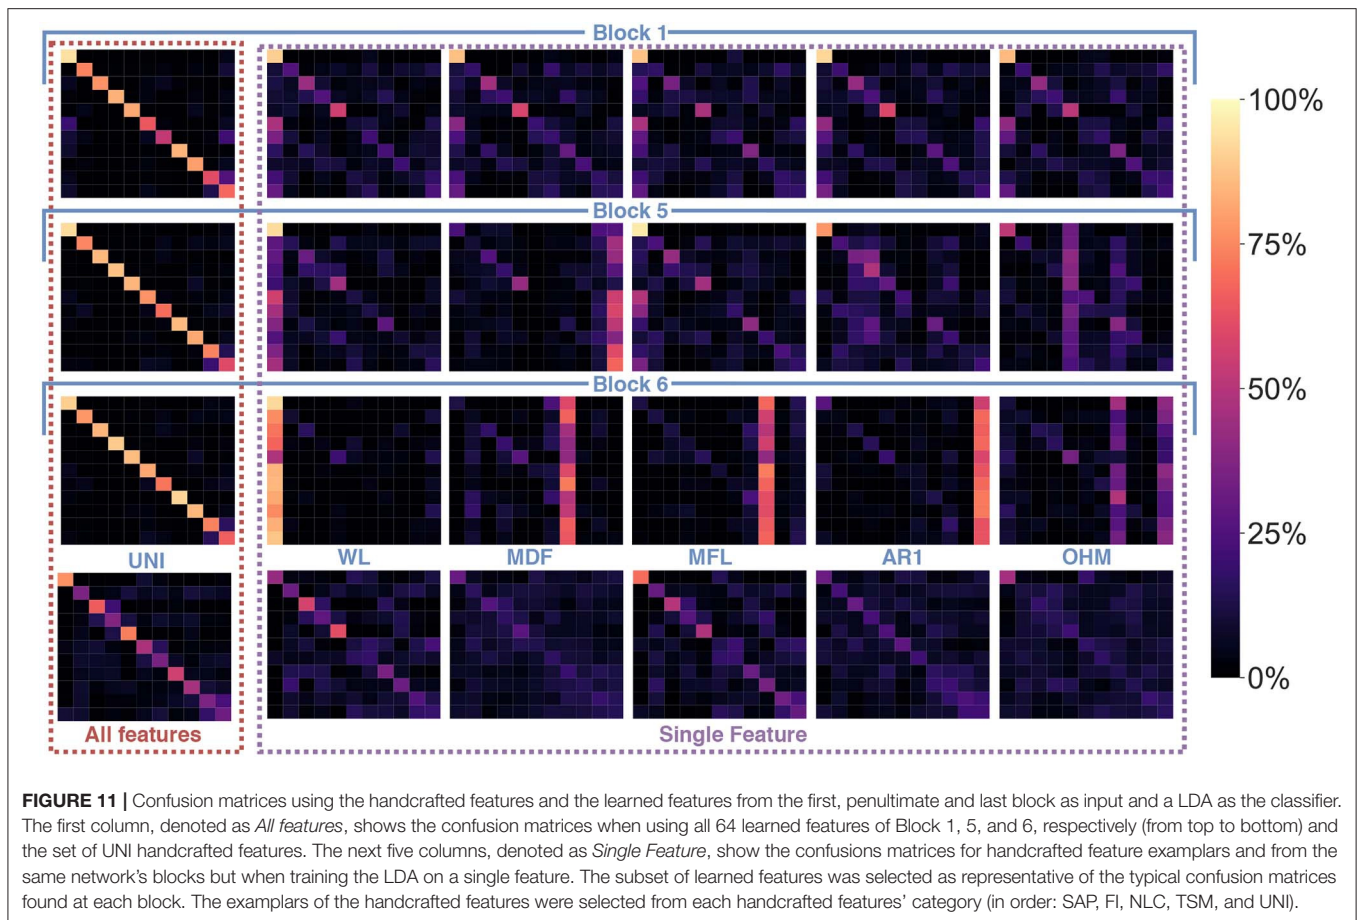 Block 1
Block 5
Block 6
100%
75%
50%
25%
0%
UNI
WL
MDF
MFL
AR1
OHM
All features
Single Feature
FIGURE 11 | Confusion matrices using the handcrafted features and the learned features from the first, penultimate and last block as input and a LDA as the classifier.
The first column, denoted as All features, shows the confusion matrices when using all 64 learned features of Block 1, 5, and 6, respectively (from top to bottom) and
the set of UNI handcrafted features. The next five columns, denoted as Single Feature, show the confusions matrices for handcrafted feature examplars and from the
same network's blocks but when training the LDA on a single feature. The subset of learned features was selected as representative of the typical confusion matrices
found at each block. The examplars of the handcrafted features were selected from each handcrafted features' category (in order: SAP, FI, NLC, TSM, and UNI).